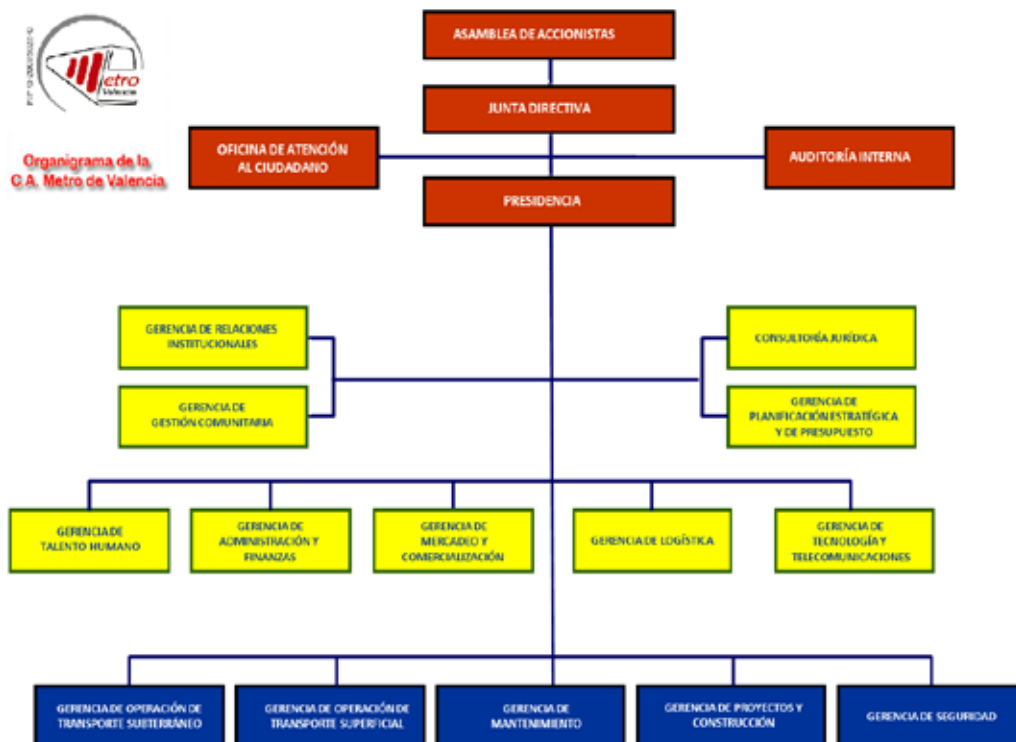 ASAMBLEA DE ACCIONISTAS
etro
Valencia
JUNTA DIRECTIVA
Organigrama de la
C.A. Metro de Valencia
OFICINA DE ATENCIÓN
AL CIUDADANO
AUDITORÍA INTERNA
PRESIDENCIA
GERENCIA DE RELACIONES
INSTITUCIONALES
CONSULTORÍA JURÍDICA
GERENCIA DE
GESTIÓN COMUNITARIA
GERENCIA DE
PLANIFICACIÓN ESTRATÉGICA
Y DE PRESUPUESTO
GERENCIA DE
TALENTO HUMANO
GERENCIA DE
ADMINISTRACIÓN Y
FINANZAS
GERENCIA DE
MERCADEO Y
COMERCIALIZACIÓN
GERENCIA DE LOGÍSTICA
GERENCIA DE
TECNOLOGÍA Y
TELECOMUNICACIONES
GERENCIA DE OPERACIÓN DE
TRANSPORTE SUBTERRÁNEO
GERENCIA DE OPERACIÓN DE
TRANSPORTE SUPERFICIAL
GERENCIA DE
MANTENIMIENTO
GERENCIA DE PROYECTOS Y
CONSTRUCCIÓN
GERENCIA DE SEGURIDAD